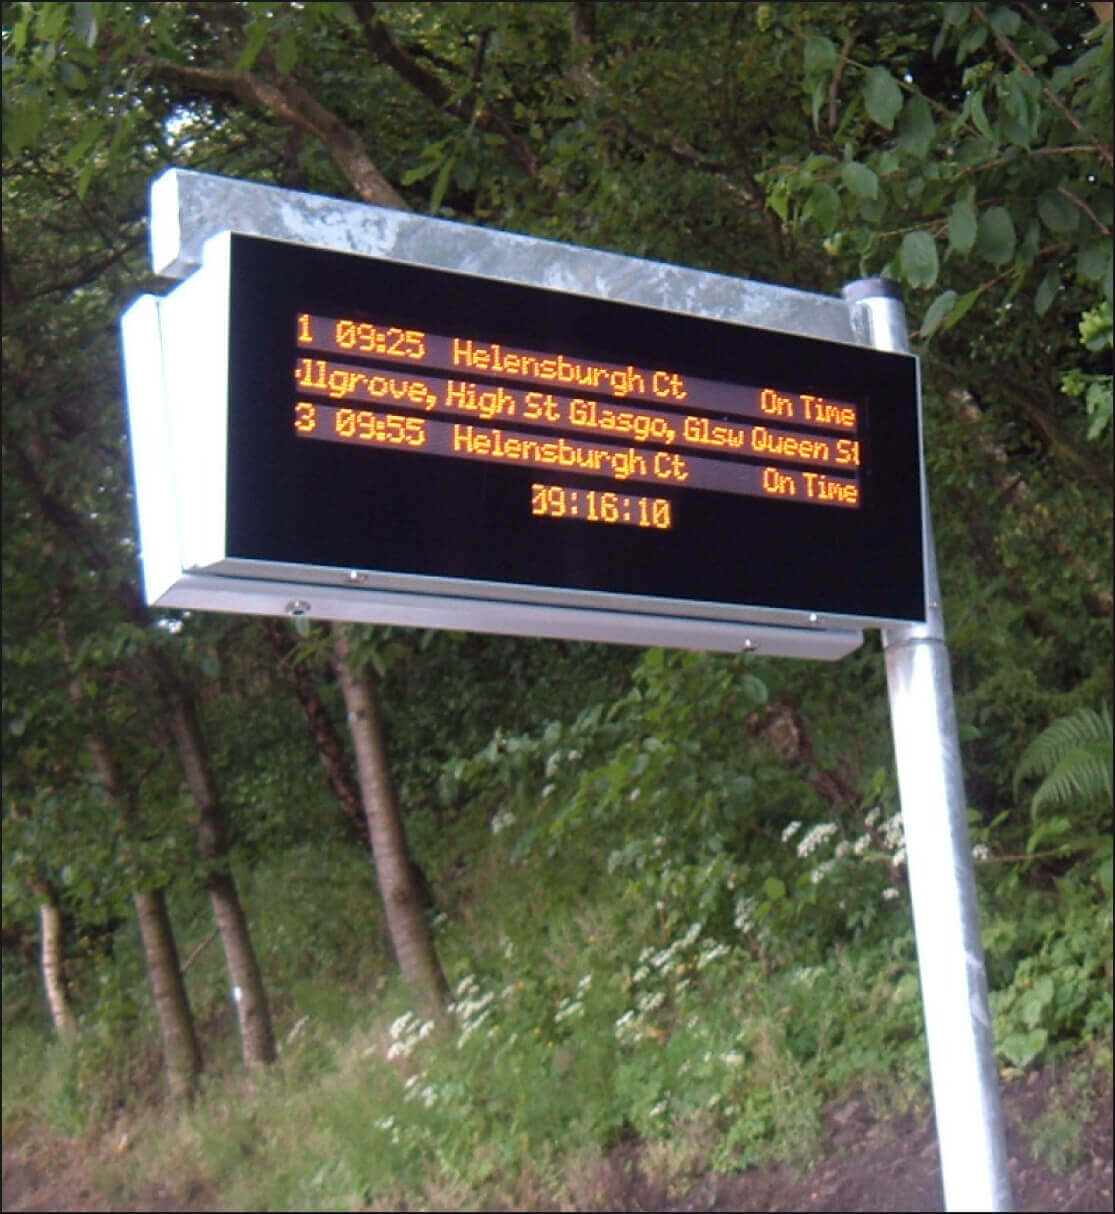 1 09:25 Helensburgh Ct On Time
llgrove, High St Glasgo, Glsw Queen St
3 09:55 Helensburgh Ct On Time
09:16:10